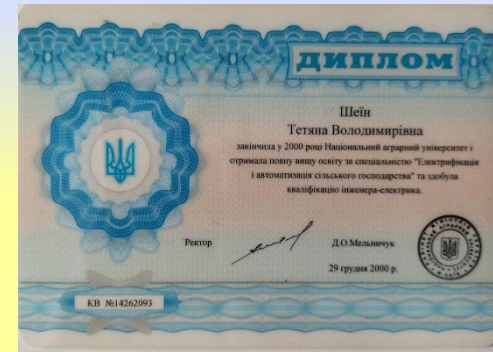 ДИПЛОМ
Шеїн
Тетяна Володимирівна
закінчила у 2000 році Національний аграрний університет і
отримала повну вищу освіту за спеціальністю "Електрифікація
і автоматизація сільського господарства" та здобула
кваліфікацію інженера-електрика.
Ректор Д.О.Мельничук
29 грудня 2000 р.
КВ №14262093